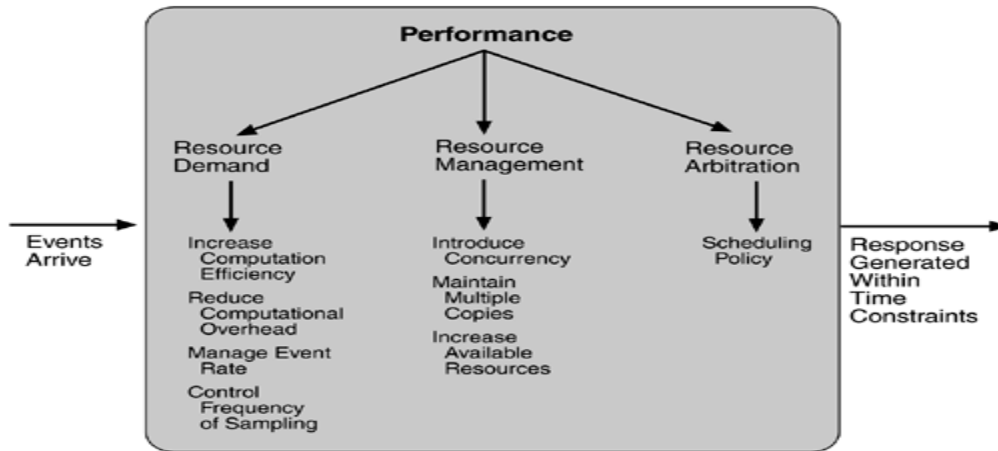 Performance
Resource
Demand
Resource
Management
Resource
Arbitration
Events
Arrive
Increase
Computation
Efficiency
Reduce
Computational
Overhead
Manage Event
Rate
Control
Frequency
of Sampling
Introduce
Concurrency
Maintain
Multiple
Copies
Increase
Available
Resources
Scheduling
Policy
Response
Generated
Within
Time
Constraints